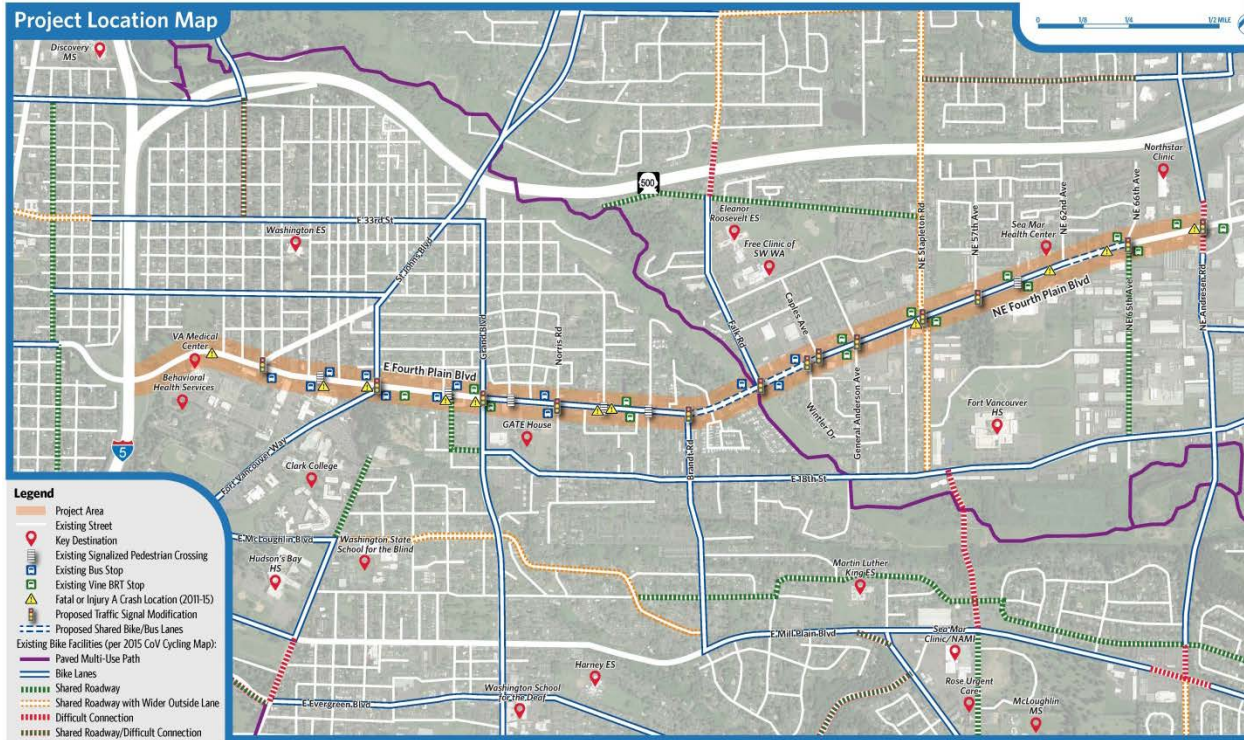 Project Location Map
0 1/8 1/4 1/2 MILE
Discovery
MS
Northstar
Clinic
500
Eleanor
Roosevelt ES
Free Clinic of
SW WA
Sea Mar
Health Center
NE 57th Ave
NE 62nd Ave
NE 66th Ave
NE Stapleton Rd
E 33rd St
Washington ES
St Johns Blvd
NE Fourth Plain Blvd
NE 65th Ave
NE Andresen Rd
VA Medical
Center
Behavioral
Health Services
E Fourth Plain Blvd
Grand Blvd
Norris Rd
Falk Rd
Caples Ave
General Anderson Ave
Wintler Dr
GATE House
Brandt Rd
Fort Vancouver
HS
5
Fort Vancouver Way
Clark College
E 18th St
E McLoughlin Blvd
Washington State
School for the Blind
Hudson's Bay
HS
Martin Luther
King ES
E Mill Plain Blvd
Sea Mar
Clinic/NAMI
Harney ES
Rose Urgent
Care
McLoughlin
MS
Washington School
for the Deaf
E Evergreen Blvd
Legend
Project Area
Existing Street
Key Destination
Existing Signalized Pedestrian Crossing
Existing Bus Stop
Existing Vine BRT Stop
Fatal or Injury A Crash Location (2011-15)
Proposed Traffic Signal Modification
Proposed Shared Bike/Bus Lanes
Existing Bike Facilities (per 2015 CoV Cycling Map):
Paved Multi-Use Path
Bike Lanes
Shared Roadway
Shared Roadway with Wider Outside Lane
Difficult Connection
Shared Roadway/Difficult Connection